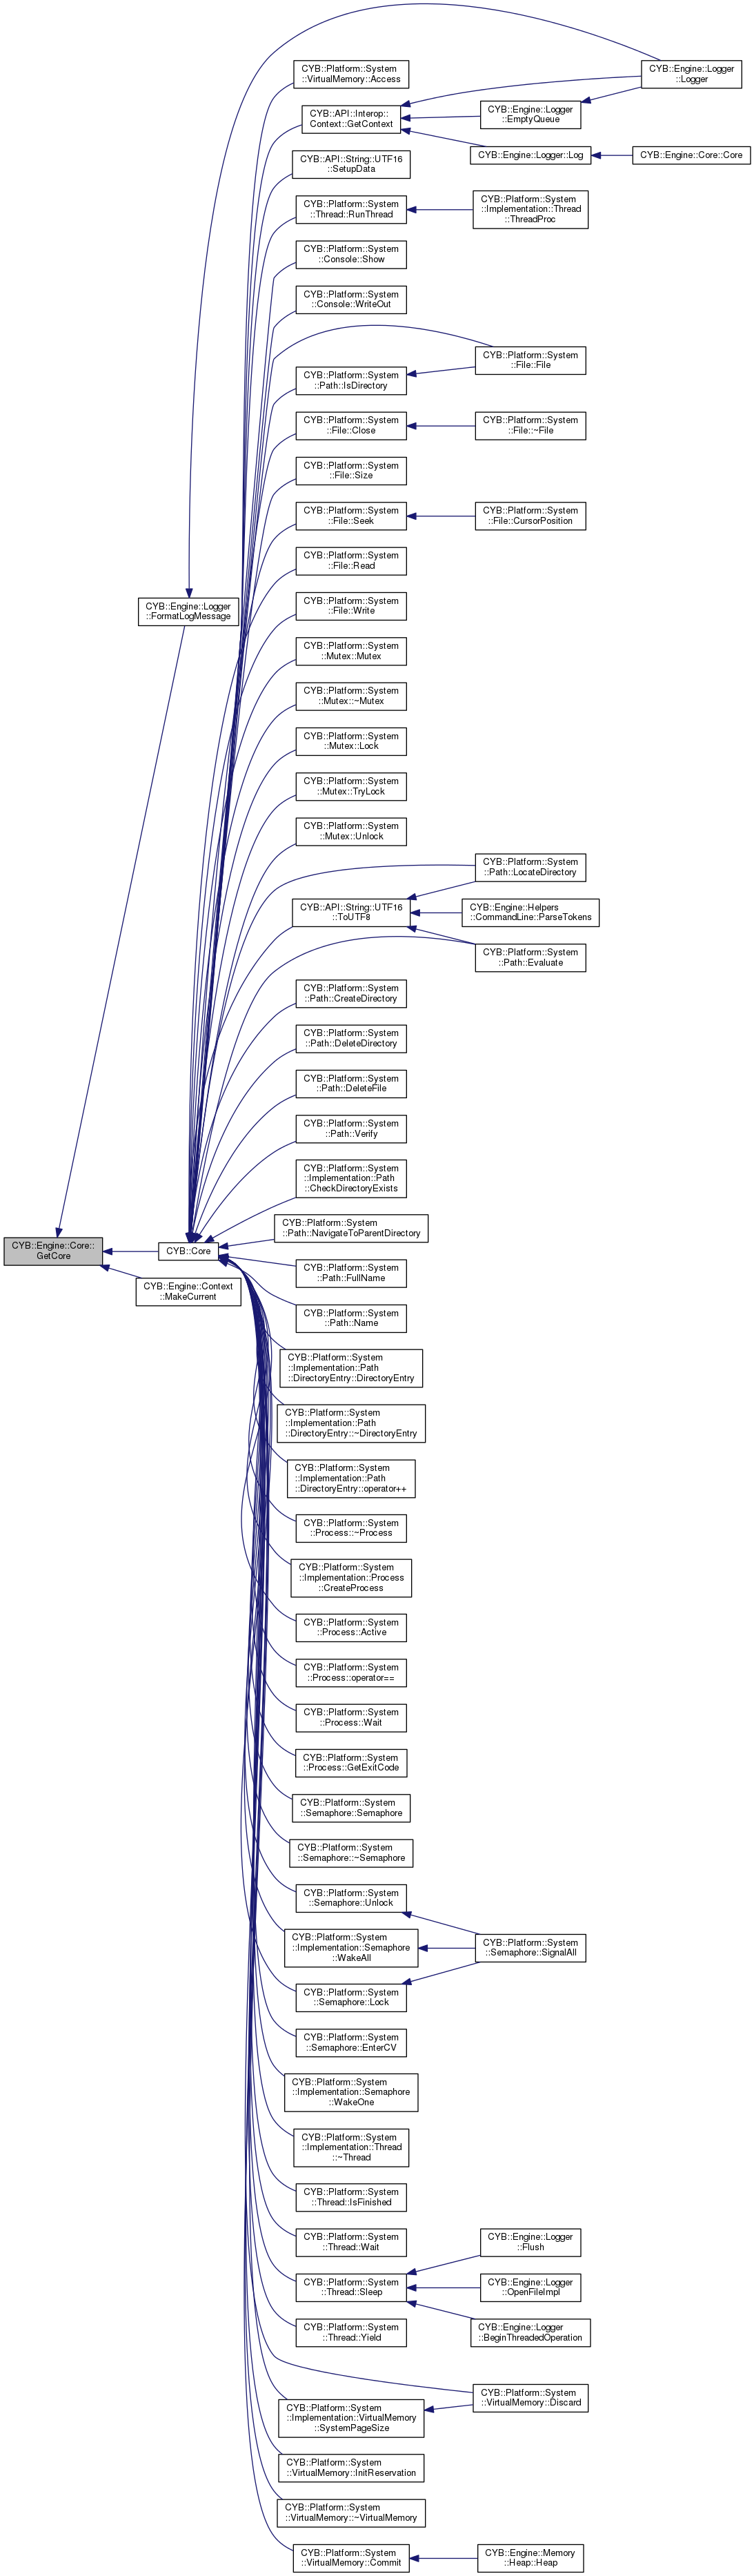 CYB::Engine::Logger
::Logger
CYB::Platform::System
::VirtualMemory::Access
CYB::API::Interop::
Context::GetContext
CYB::Engine::Logger
::EmptyQueue
CYB::Engine::Logger::Log
CYB::Engine::Core::Core
CYB::API::String::UTF16
::SetupData
CYB::Platform::System
::Thread::RunThread
CYB::Platform::System
::Implementation::Thread
::ThreadProc
CYB::Platform::System
::Console::Show
CYB::Platform::System
::Console::WriteOut
CYB::Platform::System
::File::File
CYB::Platform::System
::Path::IsDirectory
CYB::Platform::System
::File::Close
CYB::Platform::System
::File::~File
CYB::Platform::System
::File::Size
CYB::Platform::System
::File::Seek
CYB::Platform::System
::File::CursorPosition
CYB::Platform::System
::File::Read
CYB::Platform::System
::File::Write
CYB::Engine::Logger
::FormatLogMessage
CYB::Platform::System
::Mutex::Mutex
CYB::Platform::System
::Mutex::~Mutex
CYB::Platform::System
::Mutex::Lock
CYB::Platform::System
::Mutex::TryLock
CYB::Platform::System
::Mutex::Unlock
CYB::Platform::System
::Path::LocateDirectory
CYB::API::String::UTF16
::ToUTF8
CYB::Engine::Helpers
::CommandLine::ParseTokens
CYB::Platform::System
::Path::Evaluate
CYB::Platform::System
::Path::CreateDirectory
CYB::Platform::System
::Path::DeleteDirectory
CYB::Platform::System
::Path::DeleteFile
CYB::Platform::System
::Path::Verify
CYB::Platform::System
::Implementation::Path
::CheckDirectoryExists
CYB::Platform::System
::Path::NavigateToParentDirectory
CYB::Engine::Core::
GetCore
CYB::Core
CYB::Engine::Context
::MakeCurrent
CYB::Platform::System
::Path::FullName
CYB::Platform::System
::Path::Name
CYB::Platform::System
::Implementation::Path
::DirectoryEntry::DirectoryEntry
CYB::Platform::System
::Implementation::Path
::DirectoryEntry::~DirectoryEntry
CYB::Platform::System
::Implementation::Path
::DirectoryEntry::operator++
CYB::Platform::System
::Process::~Process
CYB::Platform::System
::Implementation::Process
::CreateProcess
CYB::Platform::System
::Process::Active
CYB::Platform::System
::Process::operator==
CYB::Platform::System
::Process::Wait
CYB::Platform::System
::Process::GetExitCode
CYB::Platform::System
::Semaphore::Semaphore
CYB::Platform::System
::Semaphore::~Semaphore
CYB::Platform::System
::Semaphore::Unlock
CYB::Platform::System
::Implementation::Semaphore
::WakeAll
CYB::Platform::System
::Semaphore::SignalAll
CYB::Platform::System
::Semaphore::Lock
CYB::Platform::System
::Semaphore::EnterCV
CYB::Platform::System
::Implementation::Semaphore
::WakeOne
CYB::Platform::System
::Implementation::Thread
::~Thread
CYB::Platform::System
::Thread::IsFinished
CYB::Platform::System
::Thread::Wait
CYB::Engine::Logger
::Flush
CYB::Platform::System
::Thread::Sleep
CYB::Engine::Logger
::OpenFileImpl
CYB::Platform::System
::Thread::Yield
CYB::Engine::Logger
::BeginThreadedOperation
CYB::Platform::System
::VirtualMemory::Discard
CYB::Platform::System
::Implementation::VirtualMemory
::SystemPageSize
CYB::Platform::System
::VirtualMemory::InitReservation
CYB::Platform::System
::VirtualMemory::~VirtualMemory
CYB::Platform::System
::VirtualMemory::Commit
CYB::Engine::Memory
::Heap::Heap